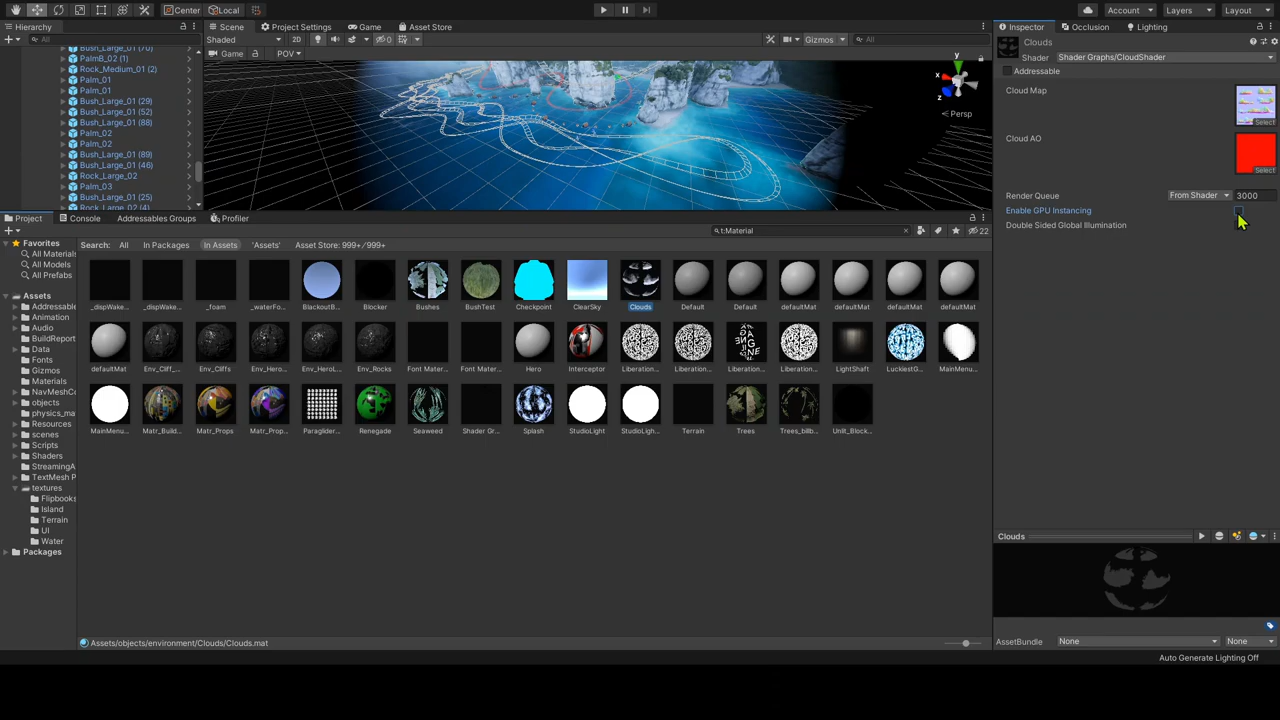 Center Local Account Layers Layout
Hierarchy Scene Project Settings Game Asset Store Inspector Occlusion Lighting
All Shaded 2D 0 Clouds
Bush_Large_01 (70) Game POV Gizmos All Shader Shader Graphs/CloudShader
PalmB_02 (1)
Rock_Medium_01 (2) Addressable
Palm_01
Palm_01 Cloud Map
Bush_Large_01 (29)
Bush_Large_01 (52)
Bush_Large_01 (88) Select
Palm_02 Cloud AO
Palm_02
Bush_Large_01 (89)
Bush_Large_01 (46) Select
Rock_Large_02
Palm_03
Bush_Large_01 (25) Render Queue From Shader 3000
Rock_Large_02 (4) Enable GPU Instancing
Double Sided Global Illumination
y
x
z
Persp
Project Console Addressables Groups Profiler
t:Material 22
Favorites Search: All In Packages In Assets 'Assets' Asset Store: 999+/999+
All Materials
All Models
All Prefabs
Assets
Addressable
Animation
Audio
BuildReport
Data
Fonts
Gizmos
Materials
NavMeshCo
objects
physics_ma
Resources
scenes
Scripts
Shaders
StreamingA
TextMesh P
textures
Flipbooks
Island
Terrain
UI
Water
Packages
_dispWake... _dispWake... _foam _waterFo... BlackoutB... Blocker Bushes BushTest Checkpoint ClearSky Clouds Default Default defaultMat defaultMat defaultMat defaultMat
defaultMat Env_Cliff_... Env_Cliffs Env_Hero... Env_HeroL... Env_Rocks Font Mater... Font Mater... Hero Interceptor Liberation... Liberation... Liberation... Liberation... LightShaft LuckiestG... MainMenu...
MainMenu... Matr_Build... Matr_Props Matr_Prop... Paraglider... Renegade Seaweed Shader Gr... Splash StudioLight StudioLigh... Terrain Trees Trees_billb... Unlit_Block...
Clouds
Assets/objects/environment/Clouds/Clouds.mat
AssetBundle None None
Auto Generate Lighting Off